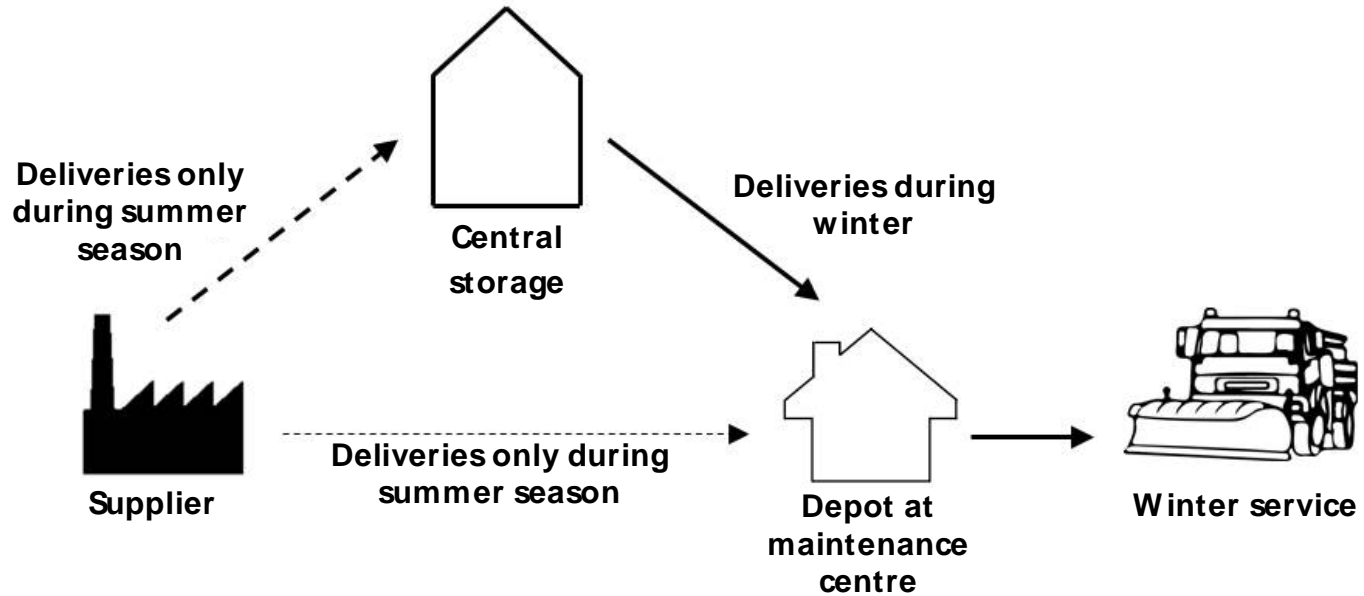 Deliveries only
during summer
season
Central
storage
Deliveries during
winter
Supplier
Deliveries only during
summer season
Depot at
maintenance
centre
Winter service